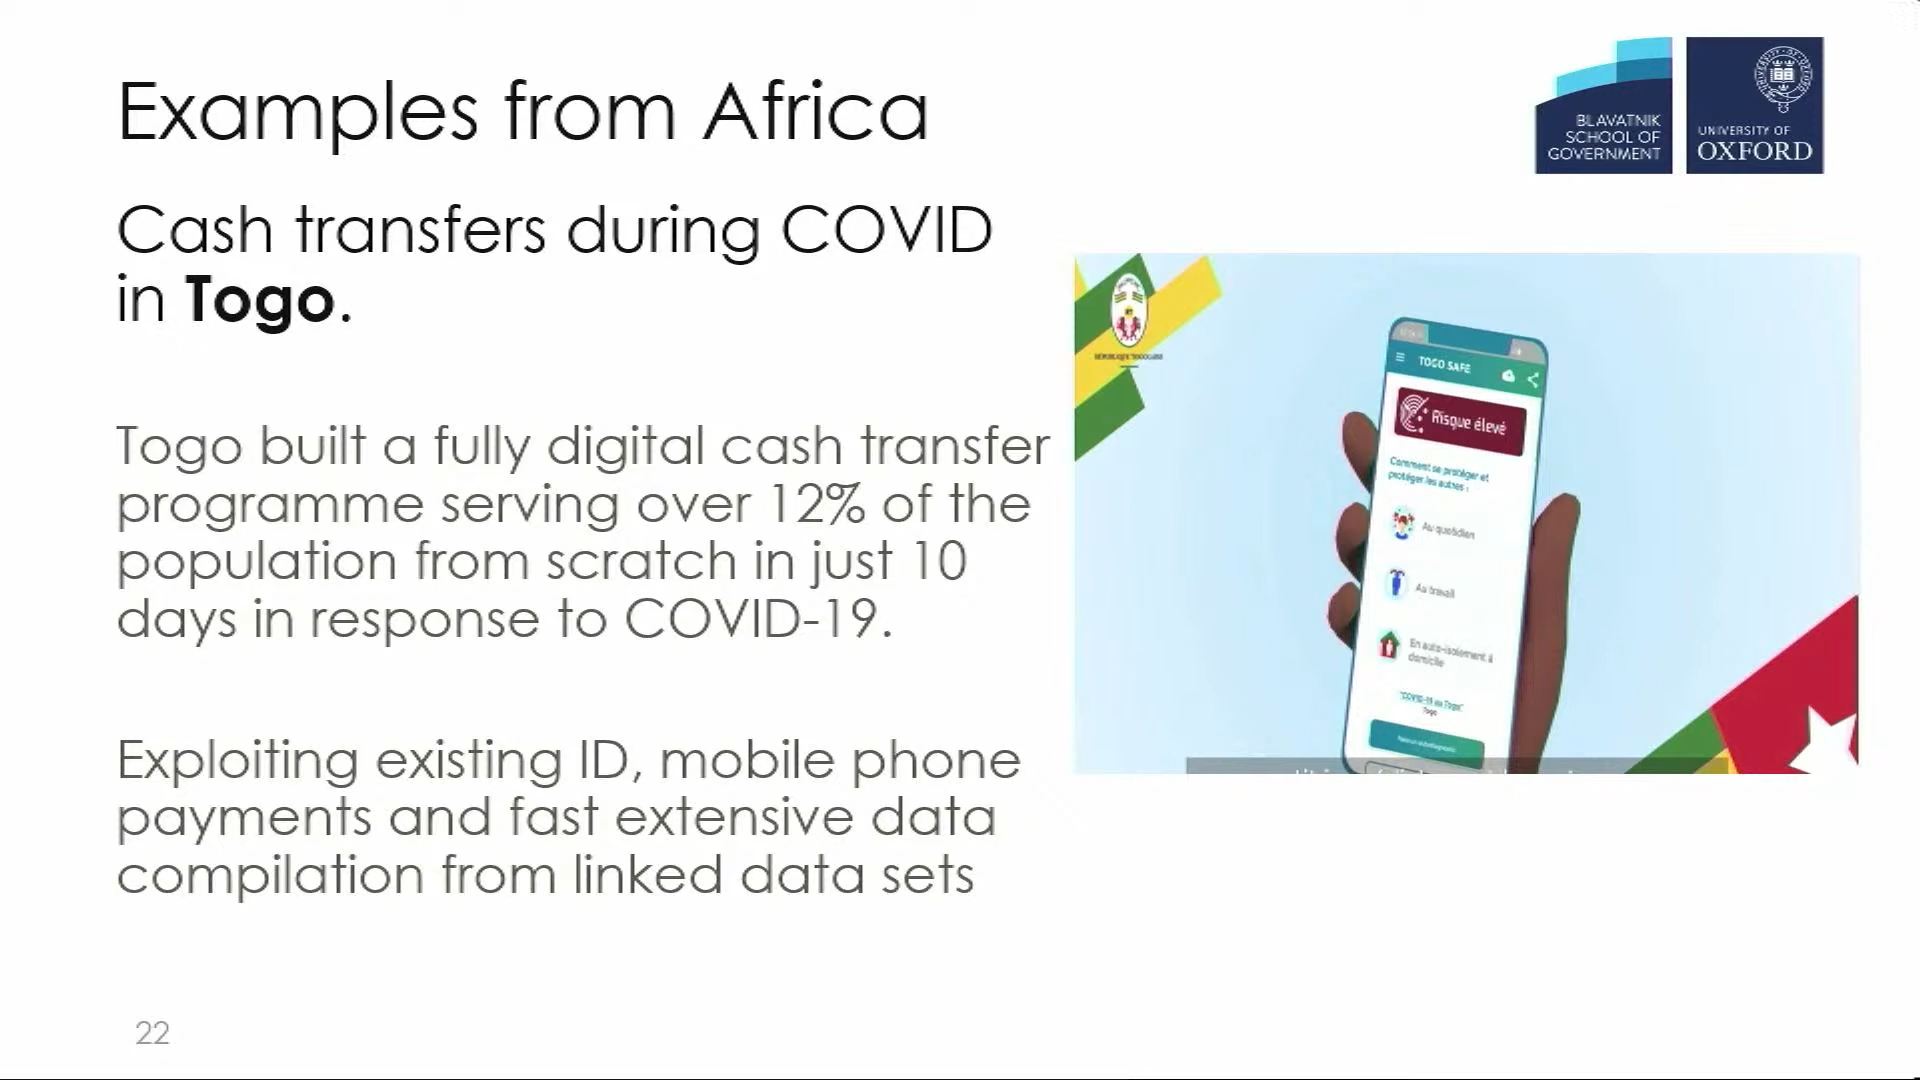 Examples from Africa
BLAVATNIK
SCHOOL OF
GOVERNMENT
UNIVERSITY OF
OXFORD
Cash transfers during COVID
in Togo.
Togo built a fully digital cash transfer
programme serving over 12% of the
population from scratch in just 10
days in response to COVID-19.
Exploiting existing ID, mobile phone
payments and fast extensive data
compilation from linked data sets
TOGO SAFE
Risque élevé
Comment se protéger et
protéger les autres :
Au quotidien
Au travail
En auto-isolement à
domicile
"COVID-19 au Togo"
Togo
22